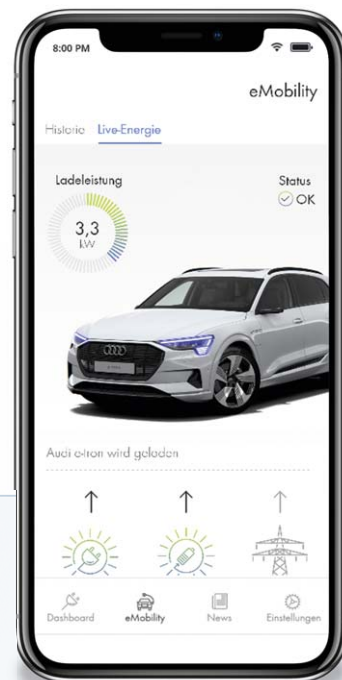 8:00 PM
eMobility
Historie Live-Energie
Ladeleistung
Status
3,3
kW
OK
Audi e-tron wird geladen
Dashboard eMobility News Einstellungen